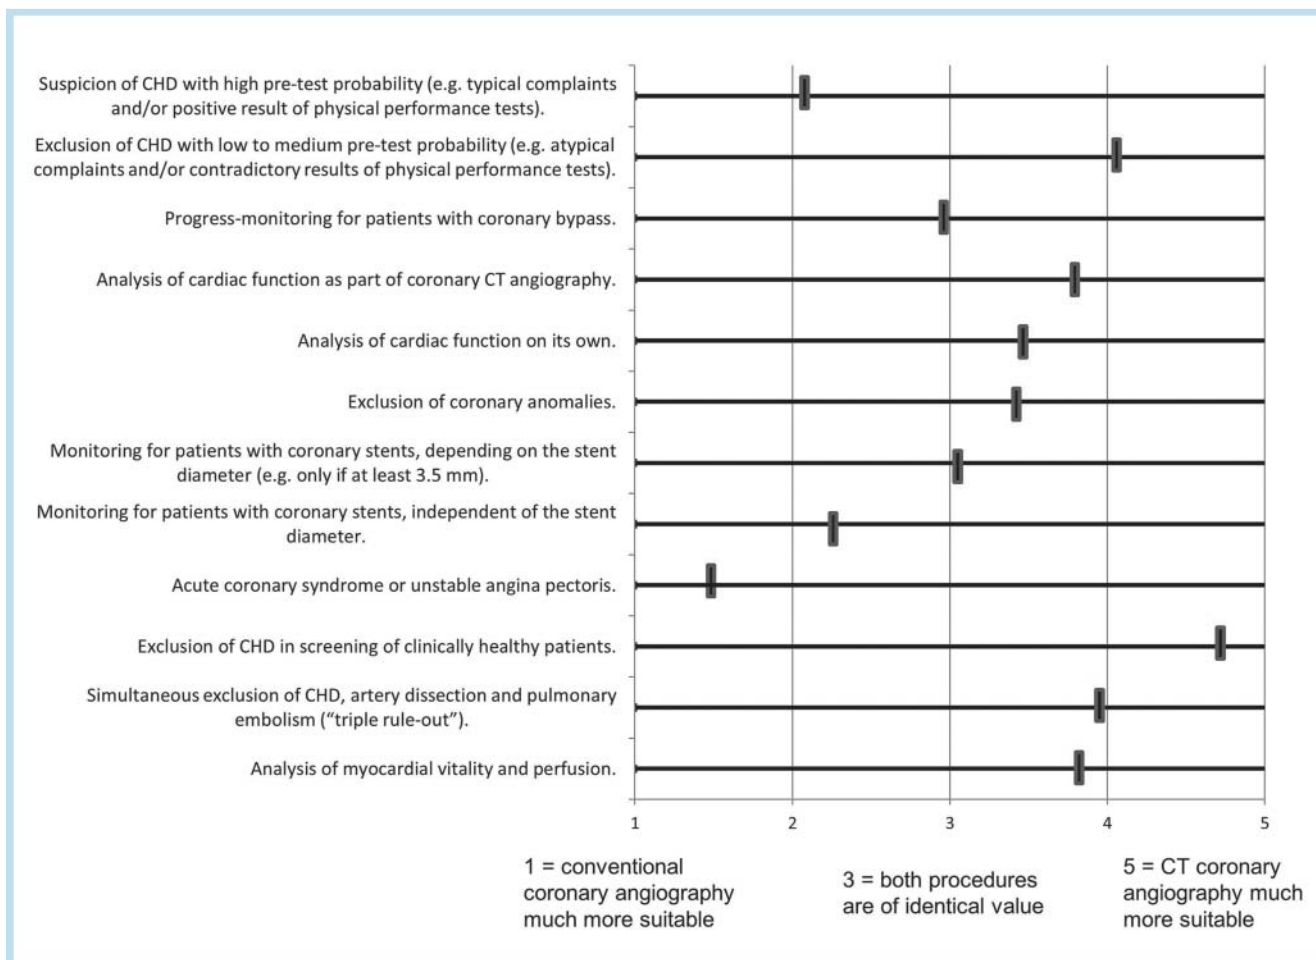 Suspicion of CHD with high pre-test probability (e.g. typical complaints
and/or positive result of physical performance tests).
Exclusion of CHD with low to medium pre-test probability (e.g. atypical
complaints and/or contradictory results of physical performance tests).
Progress-monitoring for patients with coronary bypass.
Analysis of cardiac function as part of coronary CT angiography.
Analysis of cardiac function on its own.
Exclusion of coronary anomalies.
Monitoring for patients with coronary stents, depending on the stent
diameter (e.g. only if at least 3.5 mm).
Monitoring for patients with coronary stents, independent of the stent
diameter.
Acute coronary syndrome or unstable angina pectoris.
Exclusion of CHD in screening of clinically healthy patients.
Simultaneous exclusion of CHD, artery dissection and pulmonary
embolism (“triple rule-out”).
Analysis of myocardial vitality and perfusion.
1 2 3 4 5
1 = conventional
coronary angiography
much more suitable
3 = both procedures
are of identical value
5 = CT coronary
angiography much
more suitable